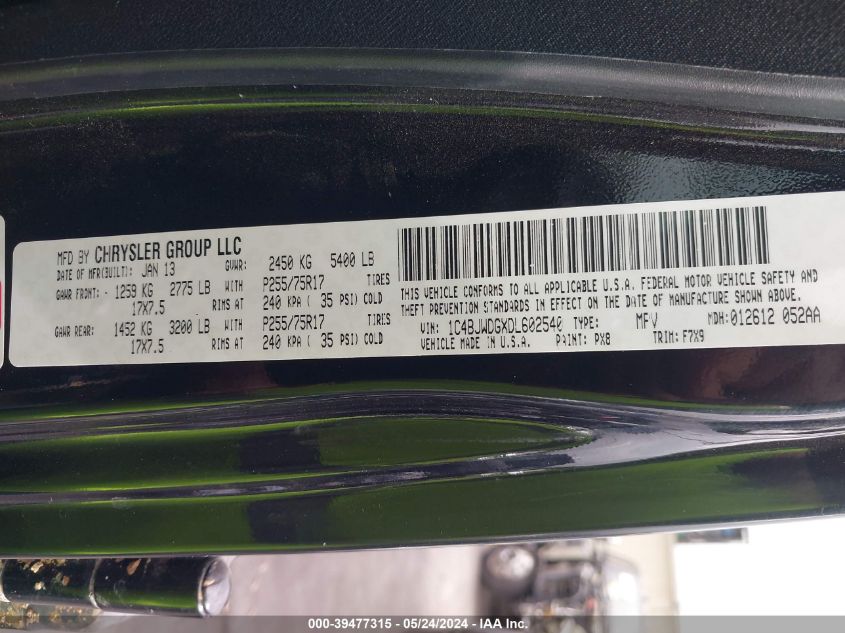 MFD BY CHRYSLER GROUP LLC
DATE OF MFR(BUILT): JAN 13 GVWR: 2450 KG 5400 LB
GAWR FRONT: - 1259 KG 2775 LB WITH P255/75R17 TIRES
17X7.5 RIMS AT 240 KPA ( 35 PSI) COLD
GAWR REAR: 1452 KG 3200 LB WITH P255/75R17 TIRES
17X7.5 RIMS AT 240 KPA ( 35 PSI) COLD
THIS VEHICLE CONFORMS TO ALL APPLICABLE U.S.A. FEDERAL MOTOR VEHICLE SAFETY AND
THEFT PREVENTION STANDARDS IN EFFECT ON THE DATE OF MANUFACTURE SHOWN ABOVE.
VIN: 1C4BJWDGXDL602540 TYPE: MPV MDH: 012612 052AA
VEHICLE MADE IN U.S.A. PAINT: PX8 TRIM: F7X9
000-39477315 - 05/24/2024 - IAA Inc.